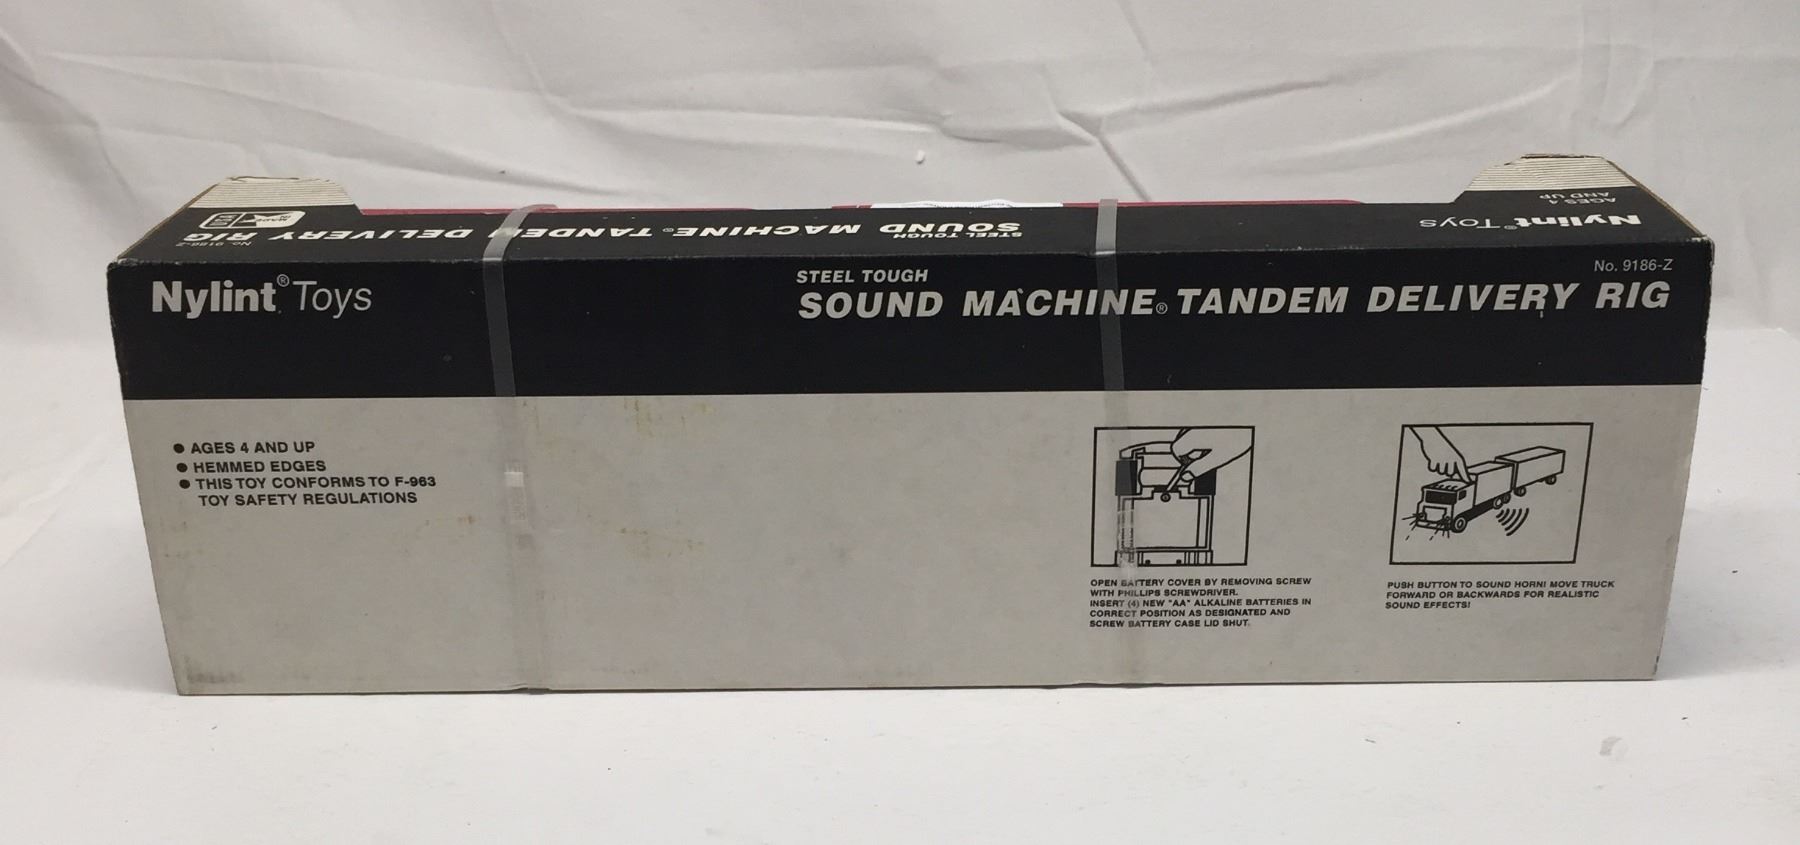 MADE IN USA
No. 9186-Z
STEEL TOUGH
SOUND MACHINE® TANDEM DELIVERY RIG
AGES 4
AND UP
Nylint® Toys
Nylint® Toys
No. 9186-Z
STEEL TOUGH
SOUND MACHINE® TANDEM DELIVERY RIG
● AGES 4 AND UP
● HEMMED EDGES
● THIS TOY CONFORMS TO F-963
TOY SAFETY REGULATIONS
OPEN BATTERY COVER BY REMOVING SCREW
WITH PHILLIPS SCREWDRIVER.
INSERT (4) NEW "AA" ALKALINE BATTERIES IN
CORRECT POSITION AS DESIGNATED AND
SCREW BATTERY CASE LID SHUT.
PUSH BUTTON TO SOUND HORN! MOVE TRUCK
FORWARD OR BACKWARDS FOR REALISTIC
SOUND EFFECTS!